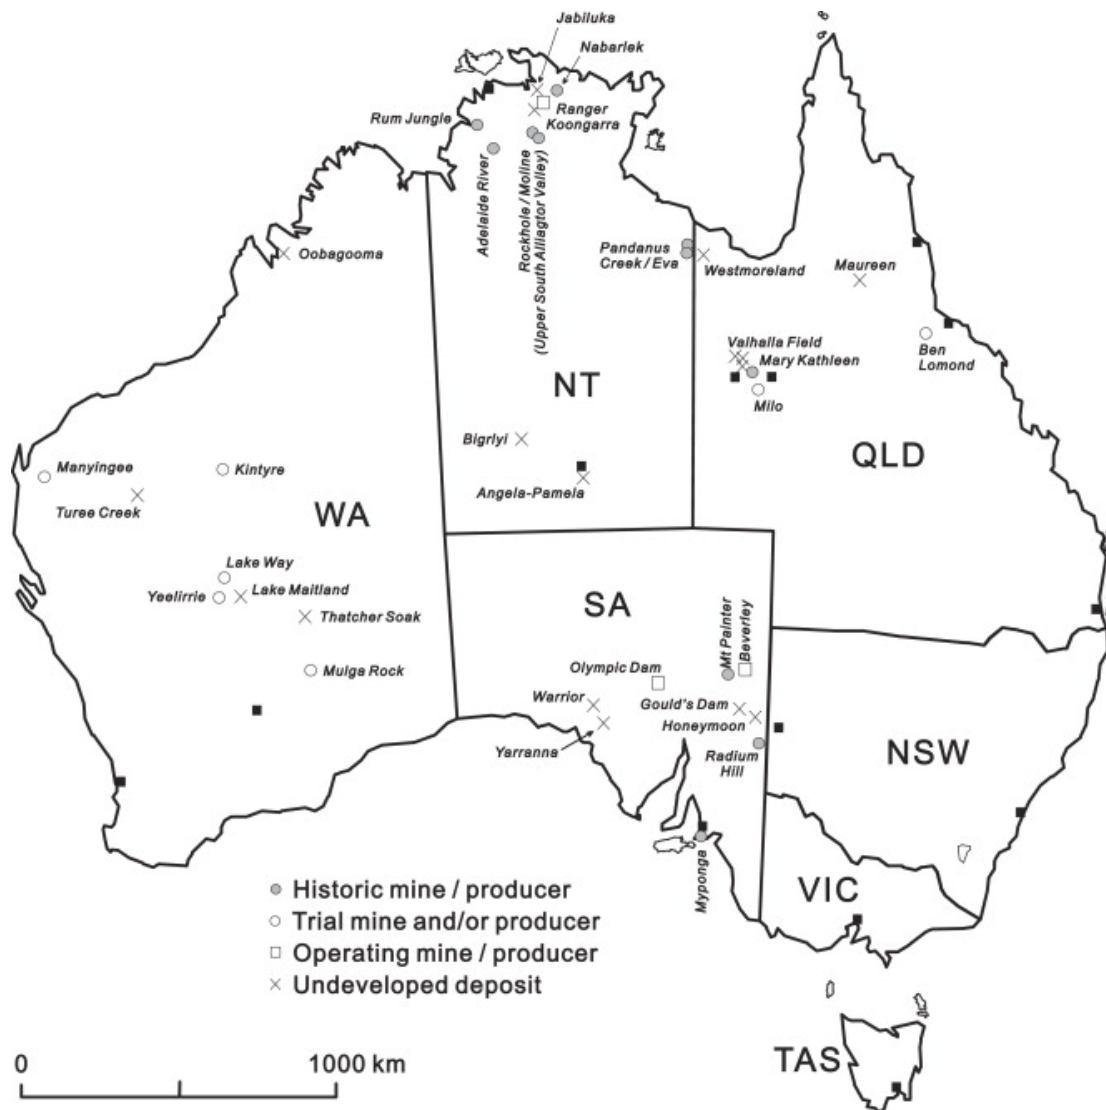 Jabiluka
Nabarlek
Rum Jungle
Ranger
Koongarra
Adelaide River
Rockhole / Moline
(Upper South Alliagtor Valley)
Oobagooma
Pandanus
Creek / Eva
Westmoreland
Maureen
Valhalla Field
Mary Kathleen
Ben
Lomond
Milo
NT
Bigrlyi
QLD
Manyingee
Kintyre
Angela-Pamela
Turee Creek
WA
Lake Way
Yeelirrie
Lake Maitland
Thatcher Soak
SA
Mt Painter
Beverley
Mulga Rock
Olympic Dam
Warrior
Gould's Dam
Honeymoon
Yarranna
Radium
Hill
NSW
Myponga
VIC
Historic mine / producer
Trial mine and/or producer
Operating mine / producer
Undeveloped deposit
TAS
0
1000 km